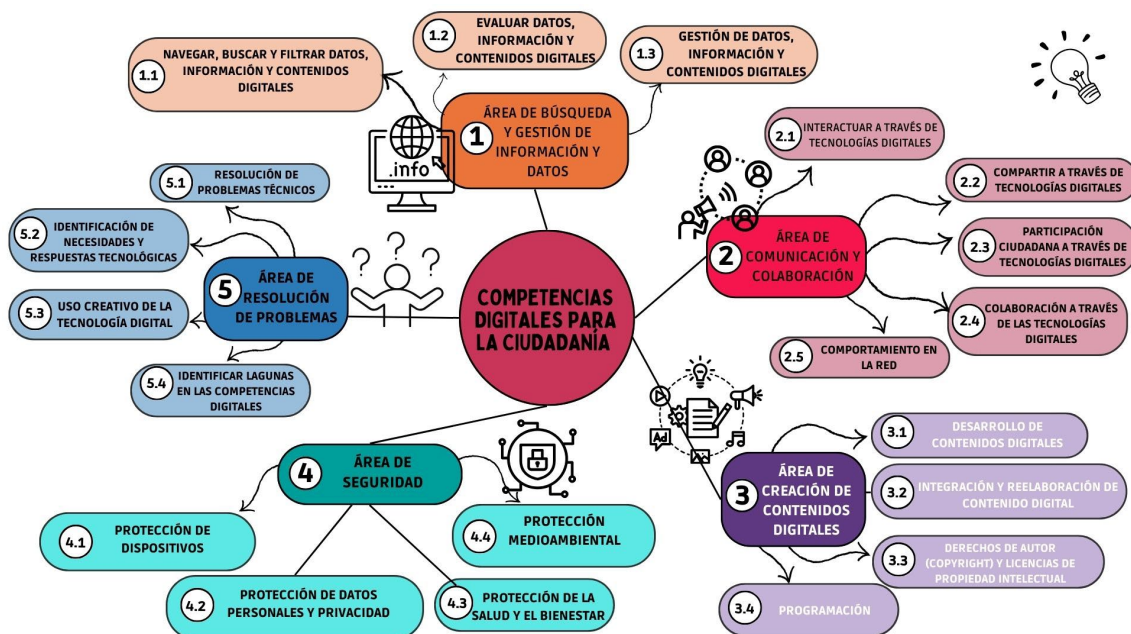 COMPETENCIAS
DIGITALES PARA
LA CIUDADANÍA
1
ÁREA DE BÚSQUEDA
Y GESTIÓN DE
INFORMACIÓN Y
DATOS
.info
1.1
NAVEGAR, BUSCAR Y FILTRAR DATOS,
INFORMACIÓN Y CONTENIDOS
DIGITALES
1.2
EVALUAR DATOS,
INFORMACIÓN Y
CONTENIDOS DIGITALES
1.3
GESTIÓN DE DATOS,
INFORMACIÓN Y
CONTENIDOS DIGITALES
2
ÁREA DE
COMUNICACIÓN Y
COLABORACIÓN
2.1
INTERACTUAR A TRAVÉS DE
TECNOLOGÍAS DIGITALES
2.2
COMPARTIR A TRAVÉS DE
TECNOLOGÍAS DIGITALES
2.3
PARTICIPACIÓN
CIUDADANA A TRAVÉS DE
TECNOLOGÍAS DIGITALES
2.4
COLABORACIÓN A TRAVÉS
DE LAS TECNOLOGÍAS
DIGITALES
2.5
COMPORTAMIENTO EN
LA RED
3
ÁREA DE
CREACIÓN DE
CONTENIDOS
DIGITALES
Ad
3.1
DESARROLLO DE
CONTENIDOS DIGITALES
3.2
INTEGRACIÓN Y REELABORACIÓN DE
CONTENIDO DIGITAL
3.3
DERECHOS DE AUTOR
(COPYRIGHT) Y LICENCIAS DE
PROPIEDAD INTELECTUAL
3.4
PROGRAMACIÓN
4
ÁREA DE
SEGURIDAD
4.1
PROTECCIÓN DE
DISPOSITIVOS
4.2
PROTECCIÓN DE DATOS
PERSONALES Y PRIVACIDAD
4.3
PROTECCIÓN DE LA
SALUD Y EL BIENESTAR
4.4
PROTECCIÓN
MEDIOAMBIENTAL
5
ÁREA DE
RESOLUCIÓN
DE PROBLEMAS
? ? ?
5.1
RESOLUCIÓN DE
PROBLEMAS TÉCNICOS
5.2
IDENTIFICACIÓN DE
NECESIDADES Y
RESPUESTAS TECNOLÓGICAS
5.3
USO CREATIVO DE LA
TECNOLOGÍA DIGITAL
5.4
IDENTIFICAR LAGUNAS
EN LAS COMPETENCIAS
DIGITALES